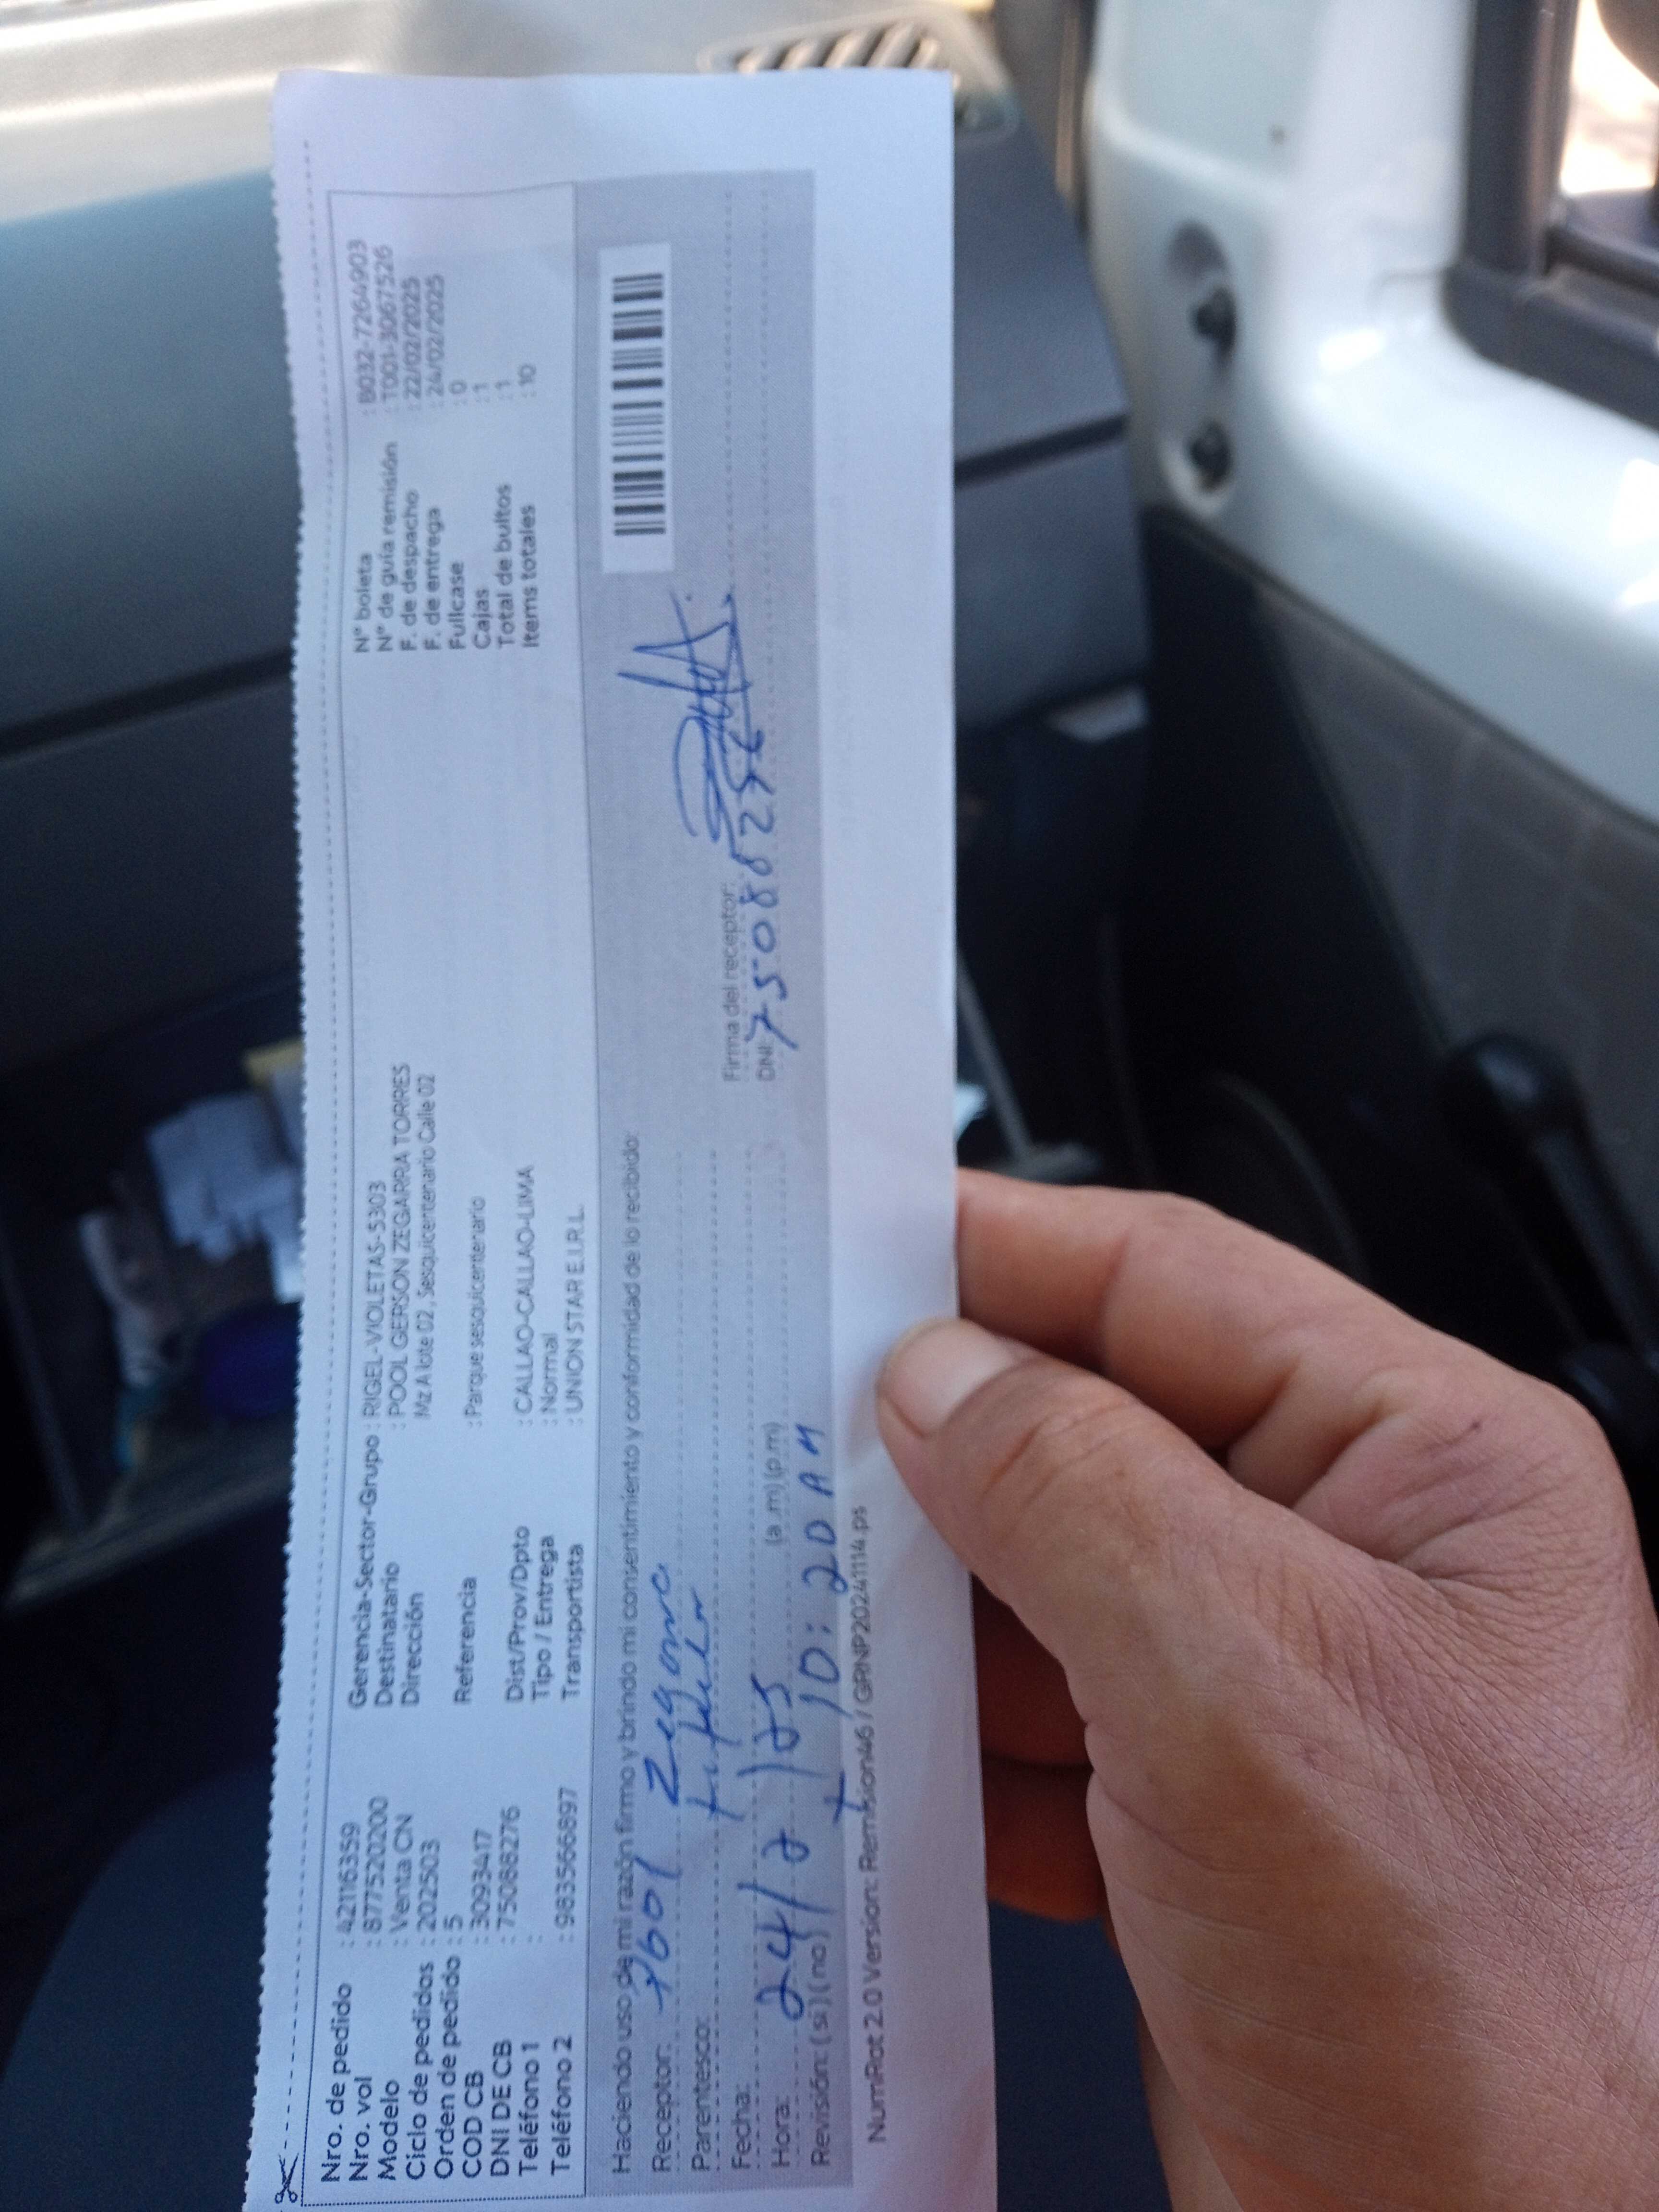 Nro. de pedido : 42116359
Nro. vol : 8775202200
Modelo : Venta CN
Ciclo de pedidos : 202503
Orden de pedido : 5
COD CB : 3093417
DNI DE CB : 75088276
Teléfono 1 :
Teléfono 2 : 983566897
Gerencia-Sector-Grupo : RIGEL-VIOLETAS-5303
Destinatario : POOL GERSON ZEGARRA TORRES
Dirección Mz A lote 02, Sesquicentenario Calle 02
Referencia : Parque sesquicentenario
Dist/Prov/Dpto : CALLAO-CALLAO-LIMA
Tipo / Entrega : Normal
Transportista : UNION STAR E.I.R.L.
N° boleta : B032-72649903
N° de guía remisión : T001-30675526
F. de despacho : 22/02/2025
F. de entrega : 24/02/2025
Fullcase : 0
Cajas : 1
Total de bultos : 1
Items totales : 10
Haciendo uso de mi razón firmo y brindo mi consentimiento y conformidad de lo recibido:
Receptor: Pool Zegarra
Parentesco: titular
Fecha: 24/2/25
Hora: (a .m) (p.m)
Revisión: ( si ) ( no ) 10:20 AM
Firma del receptor:
DNI: 75088276
NumRot 2.0 Version: Remision46 / GRNP20241114.ps